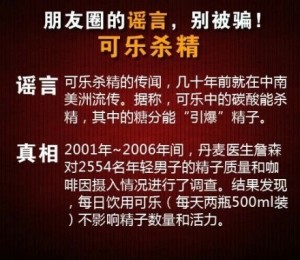 朋友圈的谣言，别被骗！
可乐杀精
谣言 可乐杀精的传闻，几十年前就在中南
美洲流传。据称，可乐中的碳酸能杀
精，其中的糖分能“引爆”精子。
真相 2001年~2006年间，丹麦医生詹森
对2554名年轻男子的精子质量和咖
啡因摄入情况进行了调查。结果发现，
每日饮用可乐（每天两瓶500ml装
）不影响精子数量和活力。